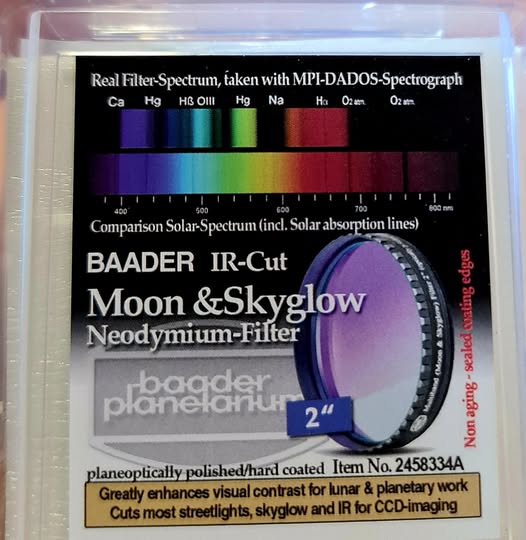 Real Filter-Spectrum, taken with MPI-DADOS-Spectrograph
Ca Hg Hß OIII Hg Na Hα O₂ atm. O₂ atm.
400 500 600 700 800 nm
Comparison Solar-Spectrum (incl. Solar absorption lines)
BAADER IR-Cut
Moon &Skyglow
Neodymium-Filter
baader
planetarium
2"
(Moon & Skyglow) Filter
Non aging - sealed coating edges
planeoptically polished/hard coated Item No. 2458334A
Greatly enhances visual contrast for lunar & planetary work
Cuts most streetlights, skyglow and IR for CCD-imaging